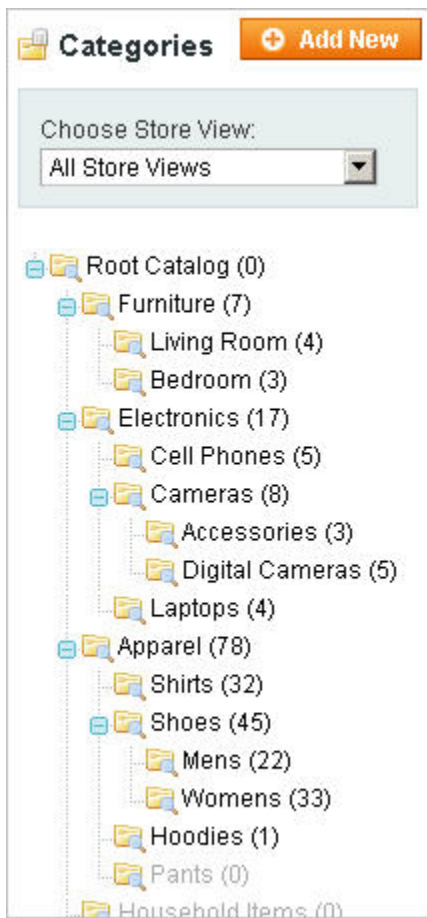 Categories
Add New
Choose Store View:
All Store Views
Root Catalog (0)
Furniture (7)
Living Room (4)
Bedroom (3)
Electronics (17)
Cell Phones (5)
Cameras (8)
Accessories (3)
Digital Cameras (5)
Laptops (4)
Apparel (78)
Shirts (32)
Shoes (45)
Mens (22)
Womens (33)
Hoodies (1)
Pants (0)
Household Items (0)